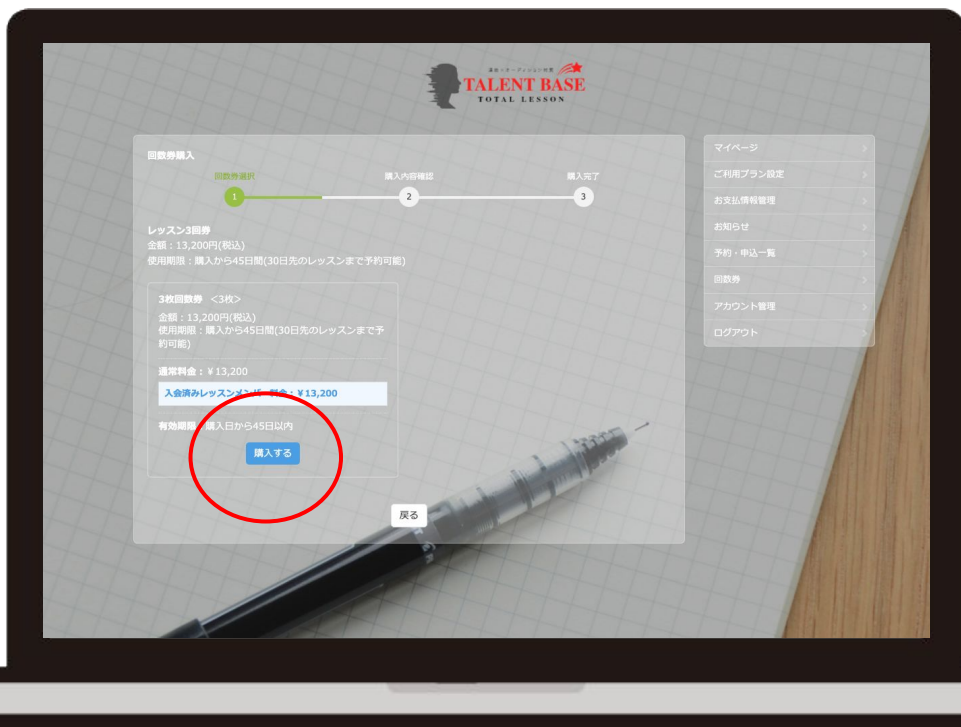 TALENT BASE
TOTAL LESSON
回数券購入
回数券選択
購入内容確認
購入完了
1
2
3
レッスン3回券
金額：13,200円(税込)
使用期限：購入から45日間(30日先のレッスンまで予約可能)
3枚回数券 ＜3枚＞
金額：13,200円(税込)
使用期限：購入から45日間(30日先のレッスンまで予
約可能)
通常料金：￥13,200
入会済みレッスンメンバー料金：￥13,200
有効期限：購入日から45日以内
購入する
戻る
マイページ
ご利用プラン設定
お支払情報管理
お知らせ
予約・申込一覧
回数券
アカウント管理
ログアウト